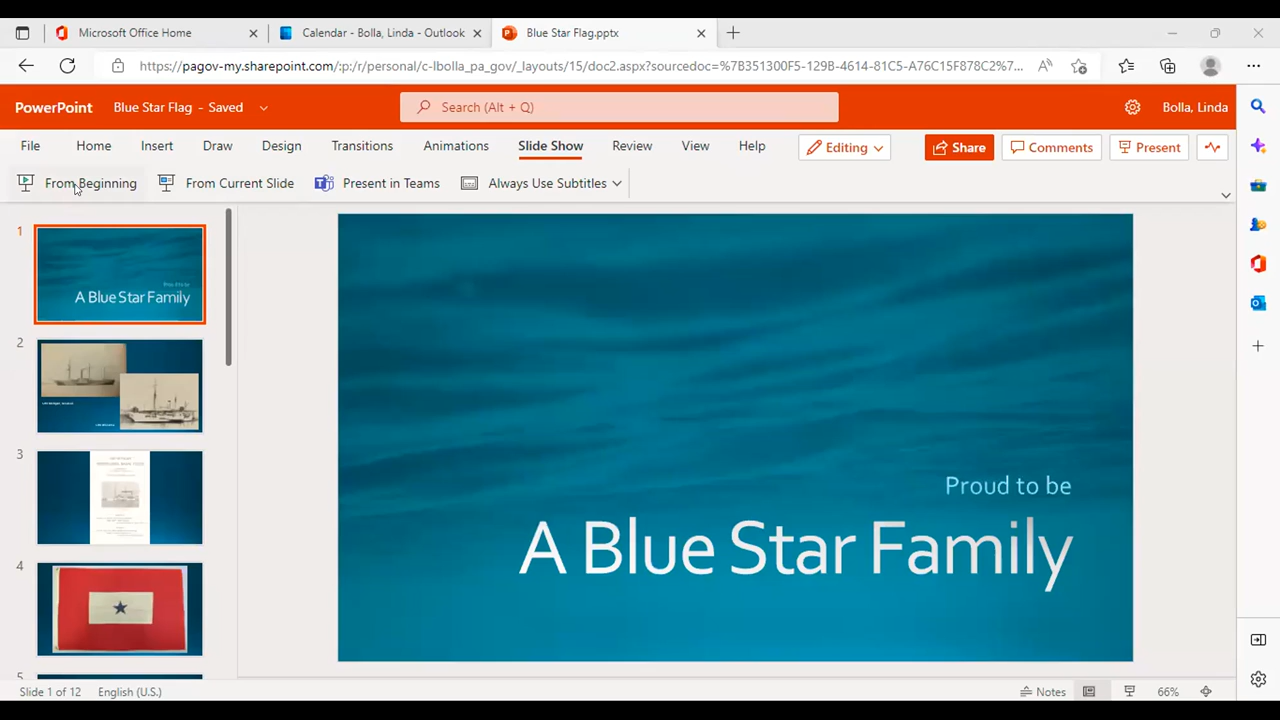 Microsoft Office Home
Calendar - Bolla, Linda - Outlook
Blue Star Flag.pptx
https://pagov-my.sharepoint.com/:p:/r/personal/c-lbolla_pa_gov/_layouts/15/doc2.aspx?sourcedoc=%7B351300F5-129B-4614-81C5-A76C15F878C2%7...
PowerPoint
Blue Star Flag - Saved
Search (Alt + Q)
Bolla, Linda
File
Home
Insert
Draw
Design
Transitions
Animations
Slide Show
Review
View
Help
Editing
Share
Comments
Present
From Beginning
From Current Slide
Present in Teams
Always Use Subtitles
1
Proud to be
A Blue Star Family
2
3
4
5
Proud to be
A Blue Star Family
Slide 1 of 12
English (U.S.)
Notes
66%